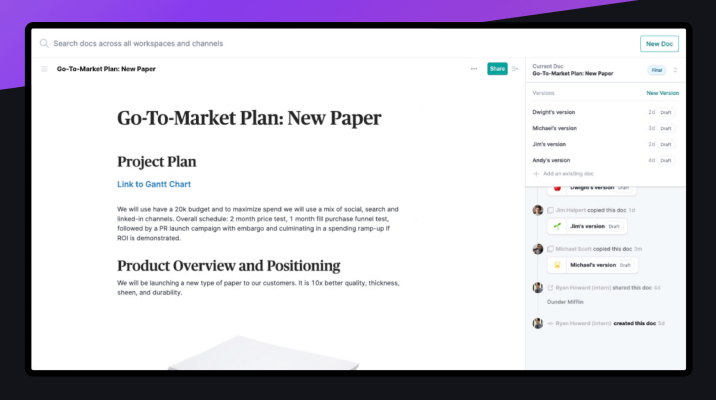 Search docs across all workspaces and channels
New Doc
Go-To-Market Plan: New Paper
Share
Go-To-Market Plan: New Paper
Project Plan
Link to Gantt Chart
We will use have a 20k budget and to maximize spend we will use a mix of social, search and
linked-in channels. Overall schedule: 2 month price test, 1 month fill purchase funnel test,
followed by a PR launch campaign with embargo and culminating in a spending ramp-up if
ROI is demonstrated.
Product Overview and Positioning
We will be launching a new type of paper to our customers. It is 10x better quality, thickness,
sheen, and durability.
Current Doc
Go-To-Market Plan: New Paper
Final
Versions
New Version
Dwight's version 2d Draft
Michael's version 3d Draft
Jim's version 3d Draft
Andy's version 4d Draft
Add an existing doc
Dwight's version Draft
Jim Halpert copied this doc 1d
Jim's version Draft
Michael Scott copied this doc
Michael's version Draft
Ryan Howard (intern) shared this doc 4d
Dunder Mifflin
Ryan Howard (intern) created this doc 5d